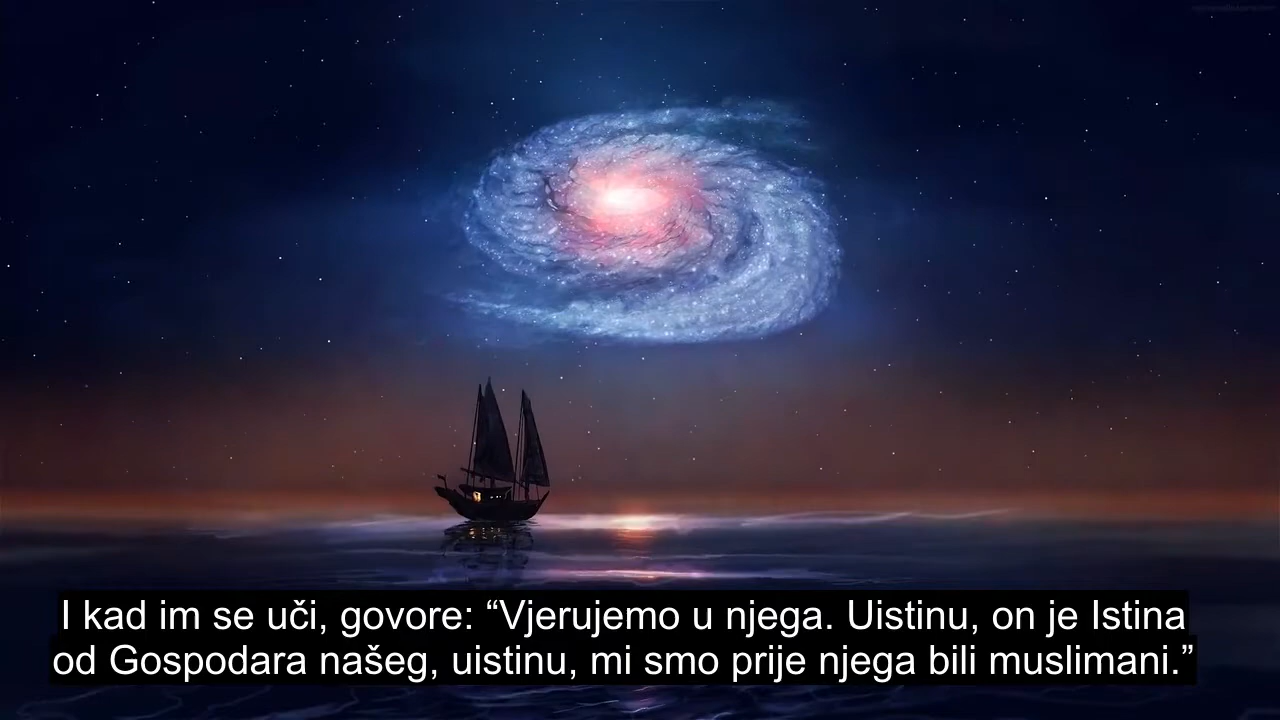 I kad im se uči, govore: “Vjerujemo u njega. Uistinu, on je Istina
od Gospodara našeg, uistinu, mi smo prije njega bili muslimani.”